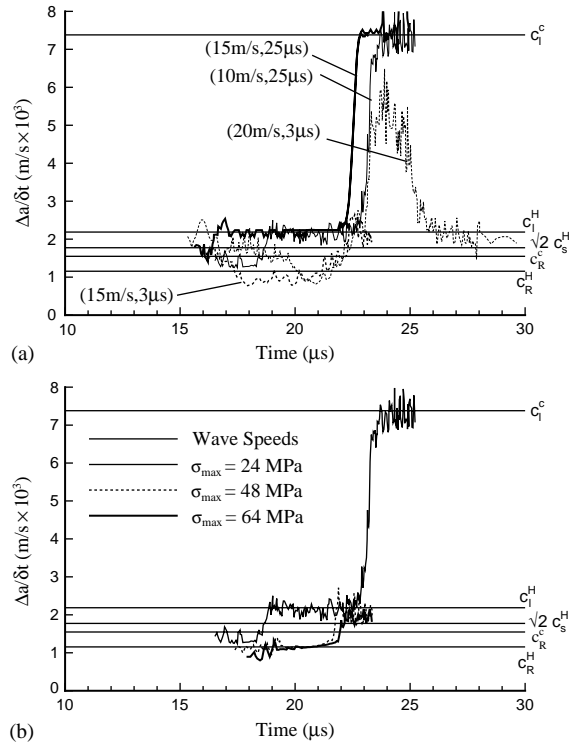 8
7
6
5
4
3
2
1
0
Δa/δt (m/s×10³)
(15m/s,25μs)
(10m/s,25μs)
(20m/s,3μs)
(15m/s,3μs)
c_l^c
c_l^H
√2 c_s^H
c_R^c
c_R^H
10 15 20 25 30
Time (μs)
(a)
8
7
6
5
4
3
2
1
0
Δa/δt (m/s×10³)
Wave Speeds
σ_max = 24 MPa
σ_max = 48 MPa
σ_max = 64 MPa
c_l^c
c_l^H
√2 c_s^H
c_R^c
c_R^H
10 15 20 25 30
Time (μs)
(b)